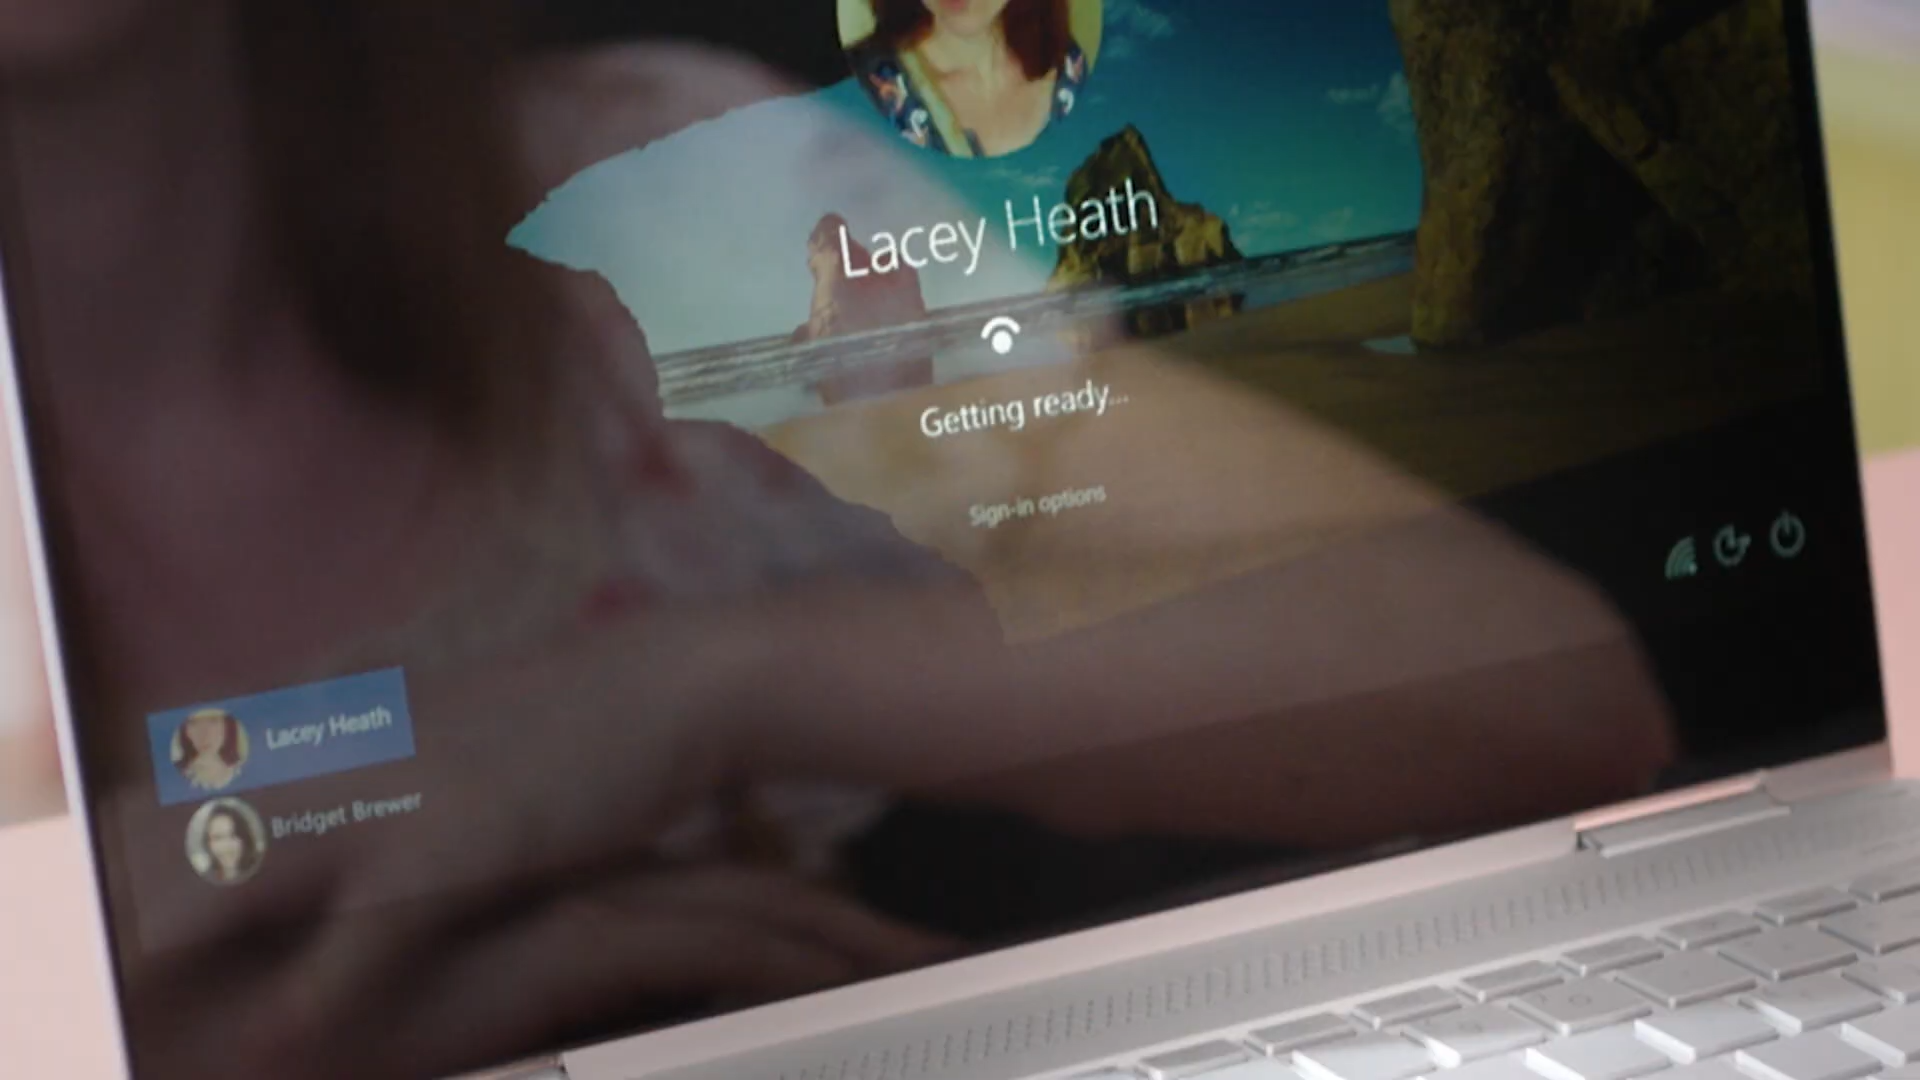 Lacey Heath
Getting ready...
Sign-in options
Lacey Heath
Bridget Brewer